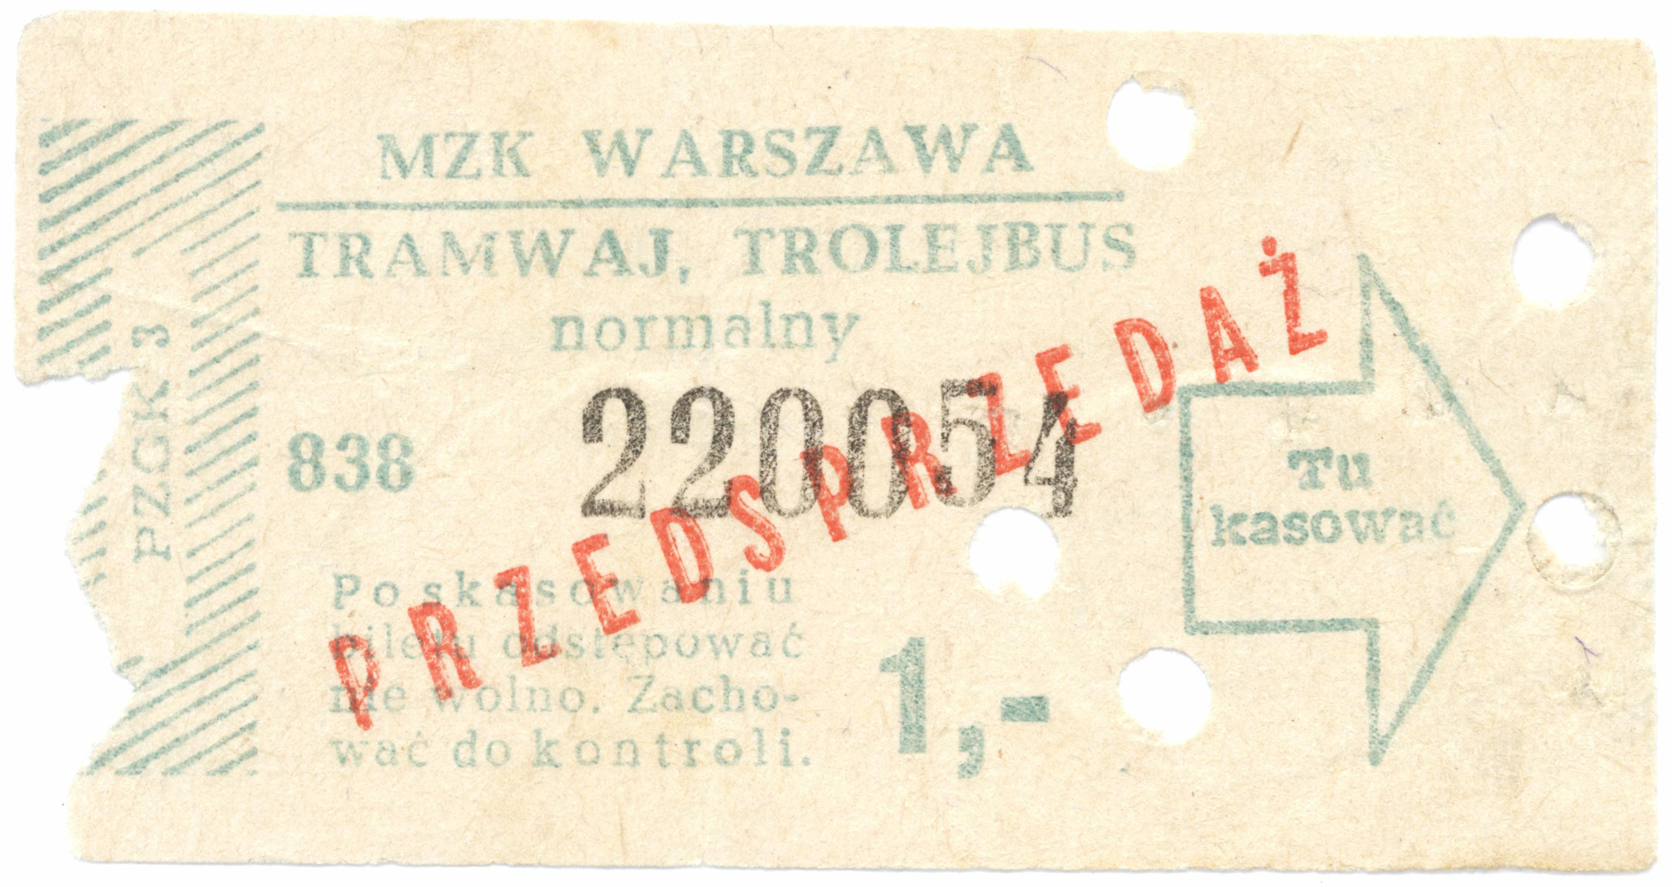 MZK WARSZAWA
TRAMWAJ, TROLEJBUS
normalny
PZGK 3
838
220054
PRZEDSPRZEDAŻ
Tu
kasować
Po skasowaniu
biletu odstępować
nie wolno. Zacho-
wać do kontroli.
1,-